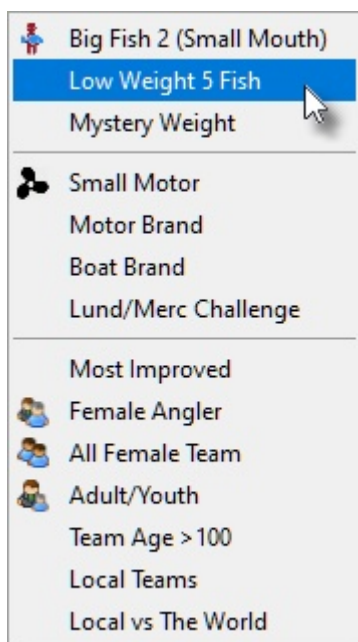 Big Fish 2 (Small Mouth)
Low Weight 5 Fish
Mystery Weight
Small Motor
Motor Brand
Boat Brand
Lund/Merc Challenge
Most Improved
Female Angler
All Female Team
Adult/Youth
Team Age >100
Local Teams
Local vs The World